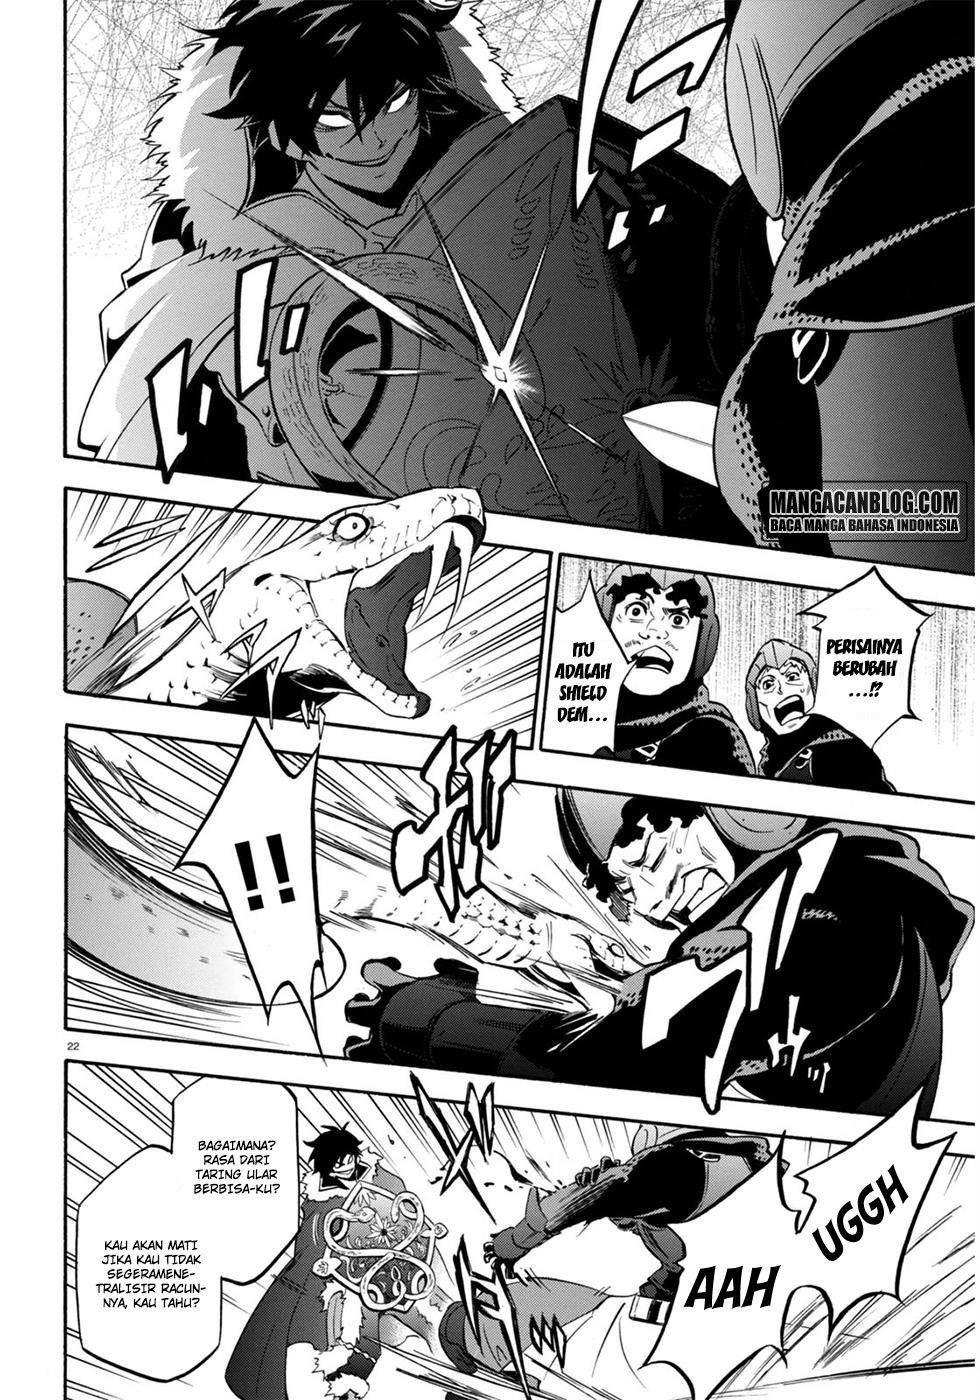 MANGACANBLOG.COM
BACA MANGA BAHASA INDONESIA
PERISAINYA
BERUBAH
...!?
ITU
ADALAH
SHIELD
DEM...
!!
22
UGGH
AAH
BAGAIMANA?
RASA DARI
TARING ULAR
BERBISA-KU?
KAU AKAN MATI
JIKA KAU TIDAK
SEGERAMENE-
TRALISIR RACUN-
NYA, KAU TAHU?